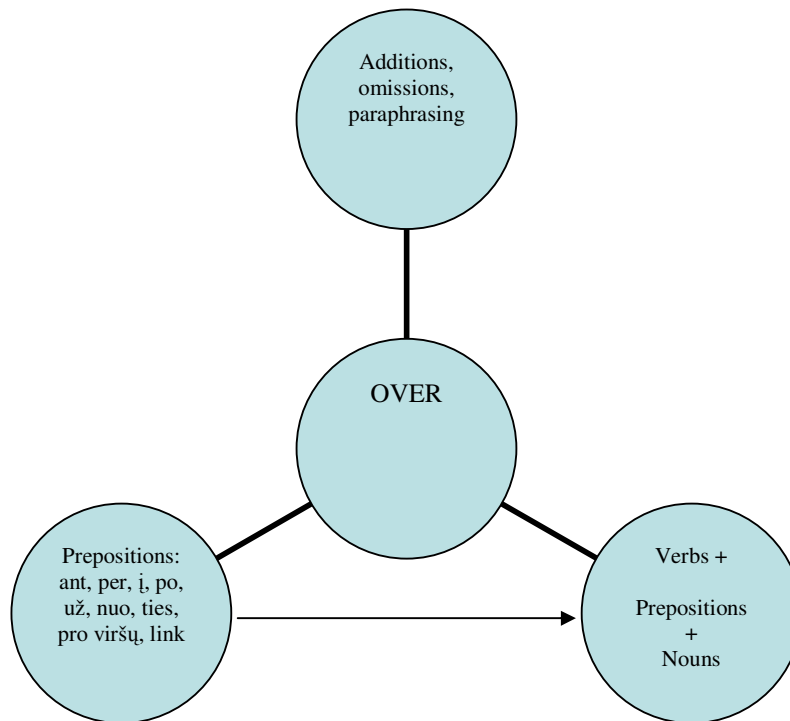 Additions,
omissions,
paraphrasing
OVER
Prepositions:
ant, per, į, po,
už, nuo, ties,
pro viršų, link
Verbs +
Prepositions
+
Nouns